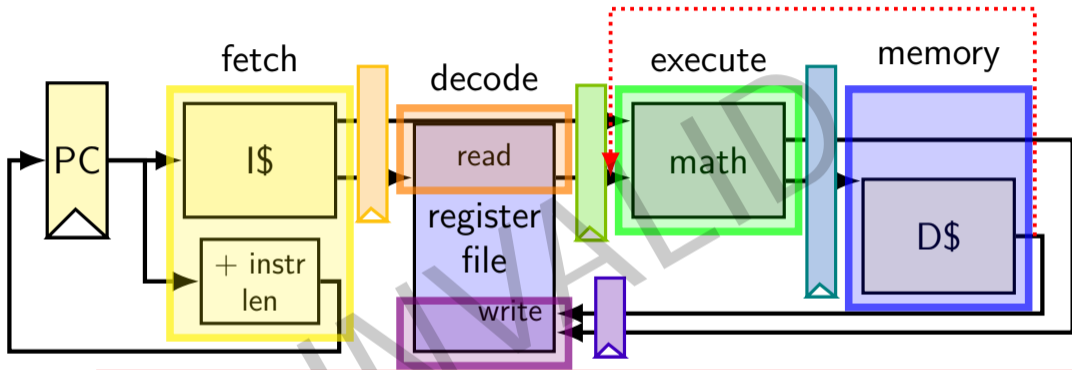 fetch
decode
execute
memory
PC
I$
read
math
register
file
D$
+ instr
len
write
INVALID